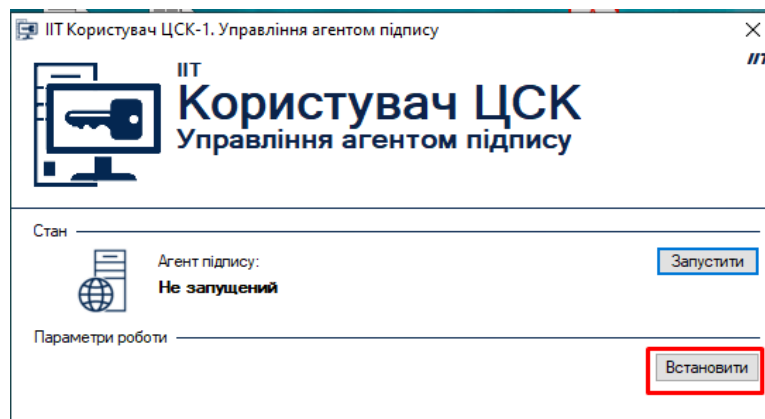 ІІТ Користувач ЦСК-1. Управління агентом підпису
ІІТ
Користувач ЦСК
Управління агентом підпису
Стан
Агент підпису:
Не запущений
Запустити
Параметри роботи
Встановити